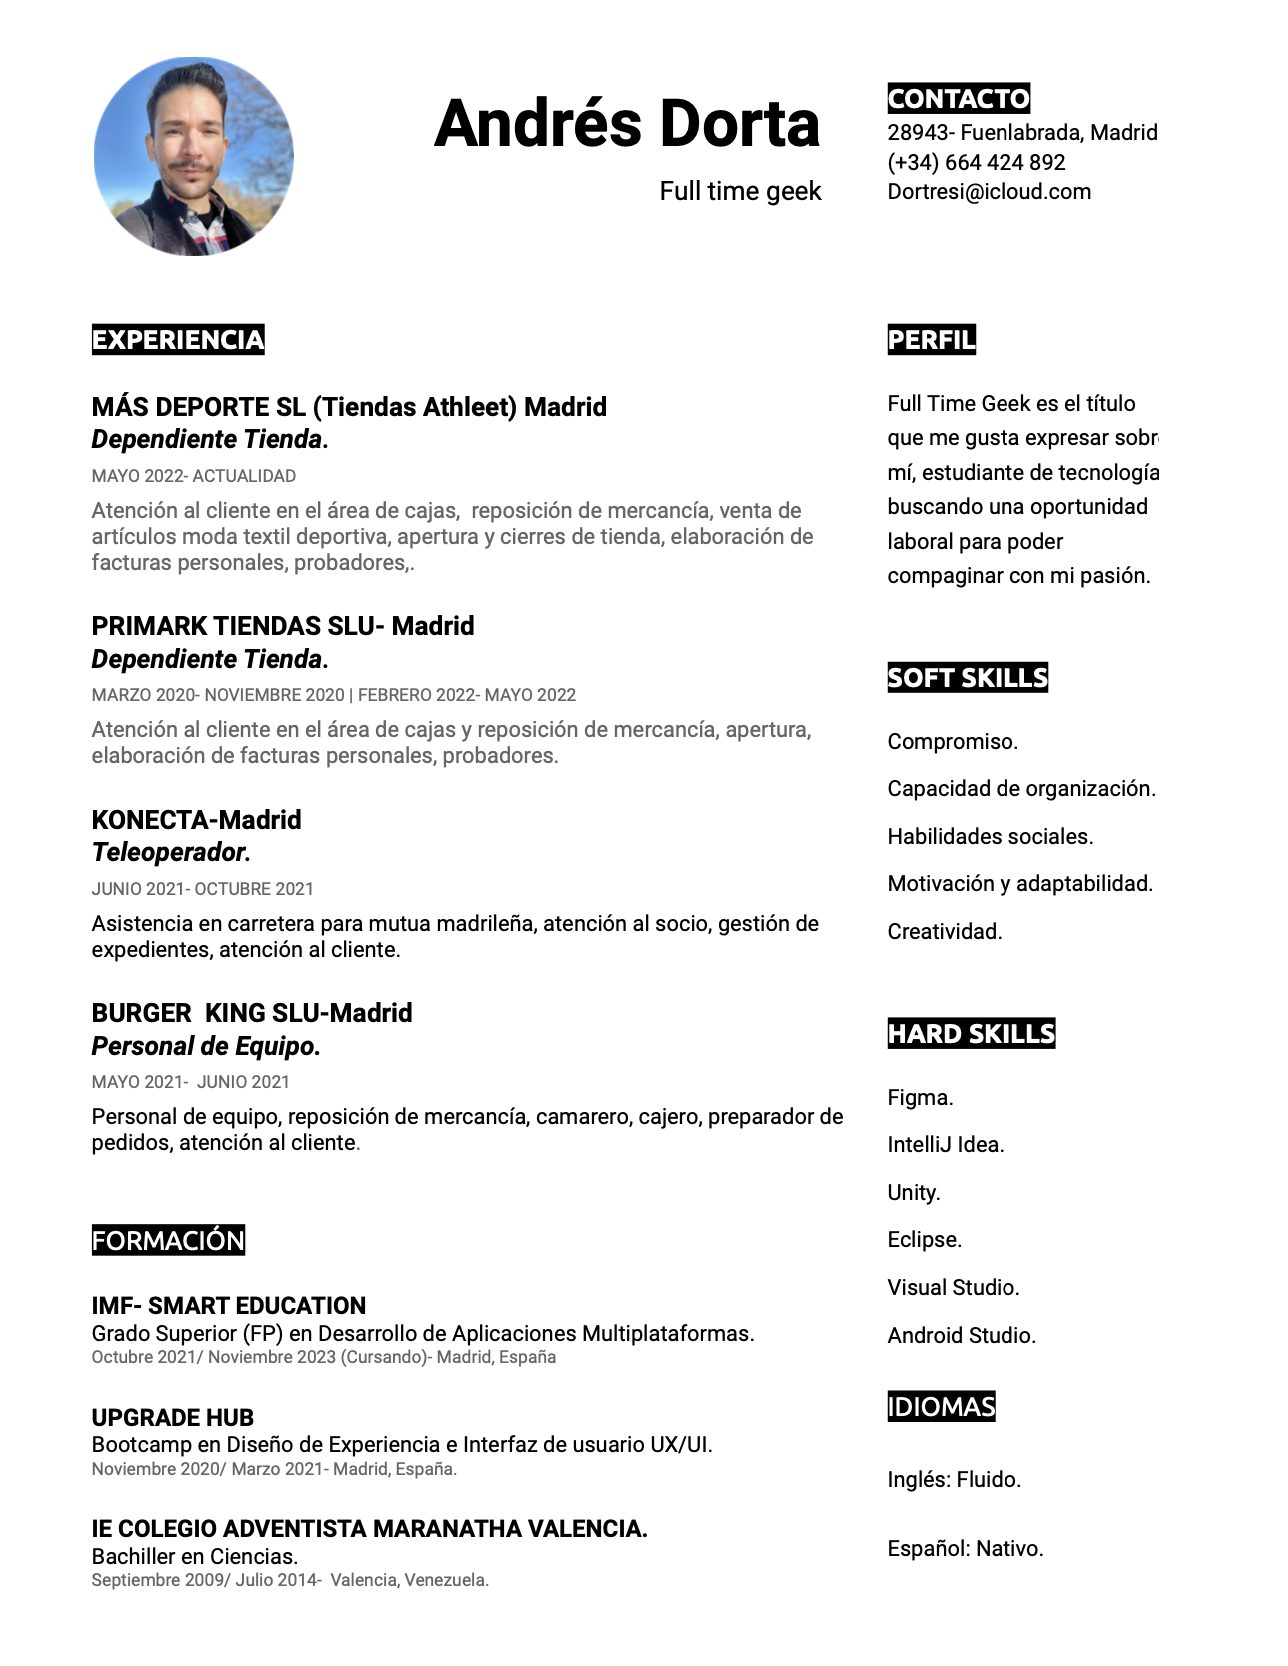 Andrés Dorta
Full time geek
CONTACTO
28943- Fuenlabrada, Madrid
(+34) 664 424 892
Dortresi@icloud.com
EXPERIENCIA
MÁS DEPORTE SL (Tiendas Athleet) Madrid
Dependiente Tienda.
MAYO 2022- ACTUALIDAD
Atención al cliente en el área de cajas,  reposición de mercancía, venta de
artículos moda textil deportiva, apertura y cierres de tienda, elaboración de
facturas personales, probadores,.
PRIMARK TIENDAS SLU- Madrid
Dependiente Tienda.
MARZO 2020- NOVIEMBRE 2020 | FEBRERO 2022- MAYO 2022
Atención al cliente en el área de cajas y reposición de mercancía, apertura,
elaboración de facturas personales, probadores.
KONECTA-Madrid
Teleoperador.
JUNIO 2021- OCTUBRE 2021
Asistencia en carretera para mutua madrileña, atención al socio, gestión de
expedientes, atención al cliente.
BURGER  KING SLU-Madrid
Personal de Equipo.
MAYO 2021-  JUNIO 2021
Personal de equipo, reposición de mercancía, camarero, cajero, preparador de
pedidos, atención al cliente.
FORMACIÓN
IMF- SMART EDUCATION
Grado Superior (FP) en Desarrollo de Aplicaciones Multiplataformas.
Octubre 2021/ Noviembre 2023 (Cursando)- Madrid, España
UPGRADE HUB
Bootcamp en Diseño de Experiencia e Interfaz de usuario UX/UI.
Noviembre 2020/ Marzo 2021- Madrid, España.
IE COLEGIO ADVENTISTA MARANATHA VALENCIA.
Bachiller en Ciencias.
Septiembre 2009/ Julio 2014-  Valencia, Venezuela.
PERFIL
Full Time Geek es el título
que me gusta expresar sobre
mí, estudiante de tecnología
buscando una oportunidad
laboral para poder
compaginar con mi pasión.
SOFT SKILLS
Compromiso.
Capacidad de organización.
Habilidades sociales.
Motivación y adaptabilidad.
Creatividad.
HARD SKILLS
Figma.
IntelliJ Idea.
Unity.
Eclipse.
Visual Studio.
Android Studio.
IDIOMAS
Inglés: Fluido.
Español: Nativo.